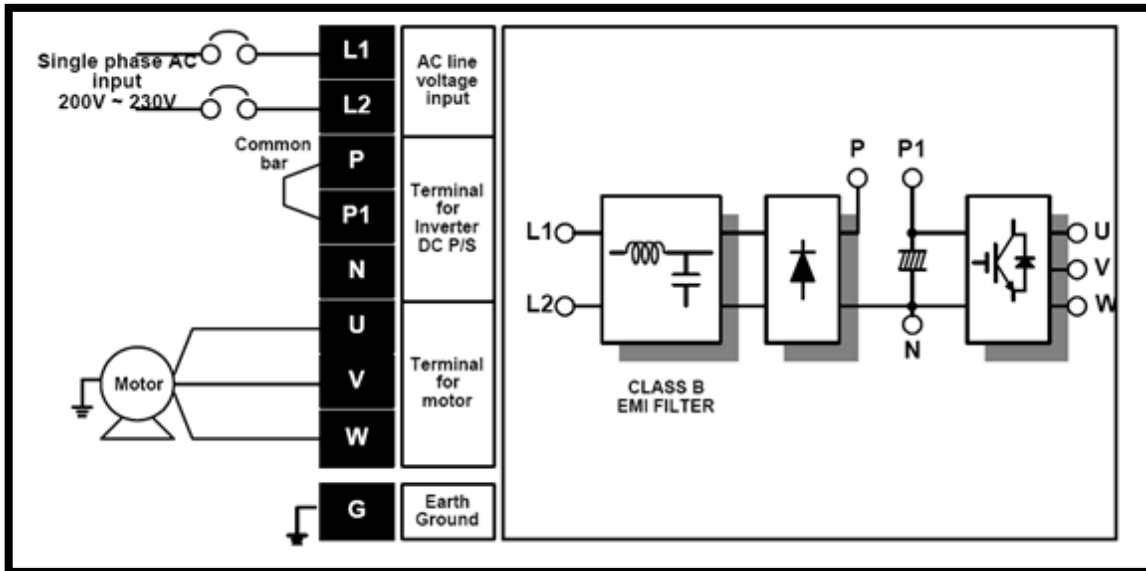 Single phase AC
input
200V ~ 230V
L1
L2
P
P1
N
U
V
W
G
Common
bar
Motor
AC line
voltage
input
Terminal
for
Inverter
DC P/S
Terminal
for
motor
Earth
Ground
L1
L2
CLASS B
EMI FILTER
P
P1
N
U
V
W